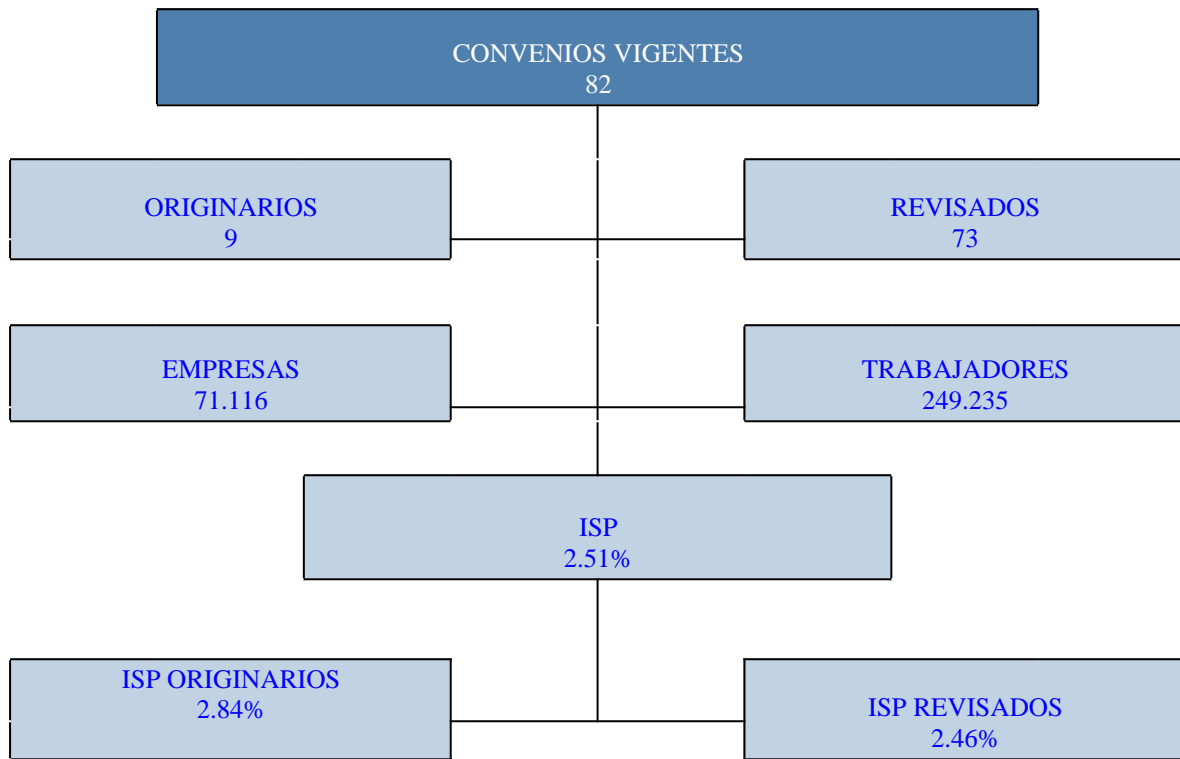 CONVENIOS VIGENTES
82
ORIGINARIOS
9
REVISADOS
73
EMPRESAS
71.116
TRABAJADORES
249.235
ISP
2.51%
ISP ORIGINARIOS
2.84%
ISP REVISADOS
2.46%